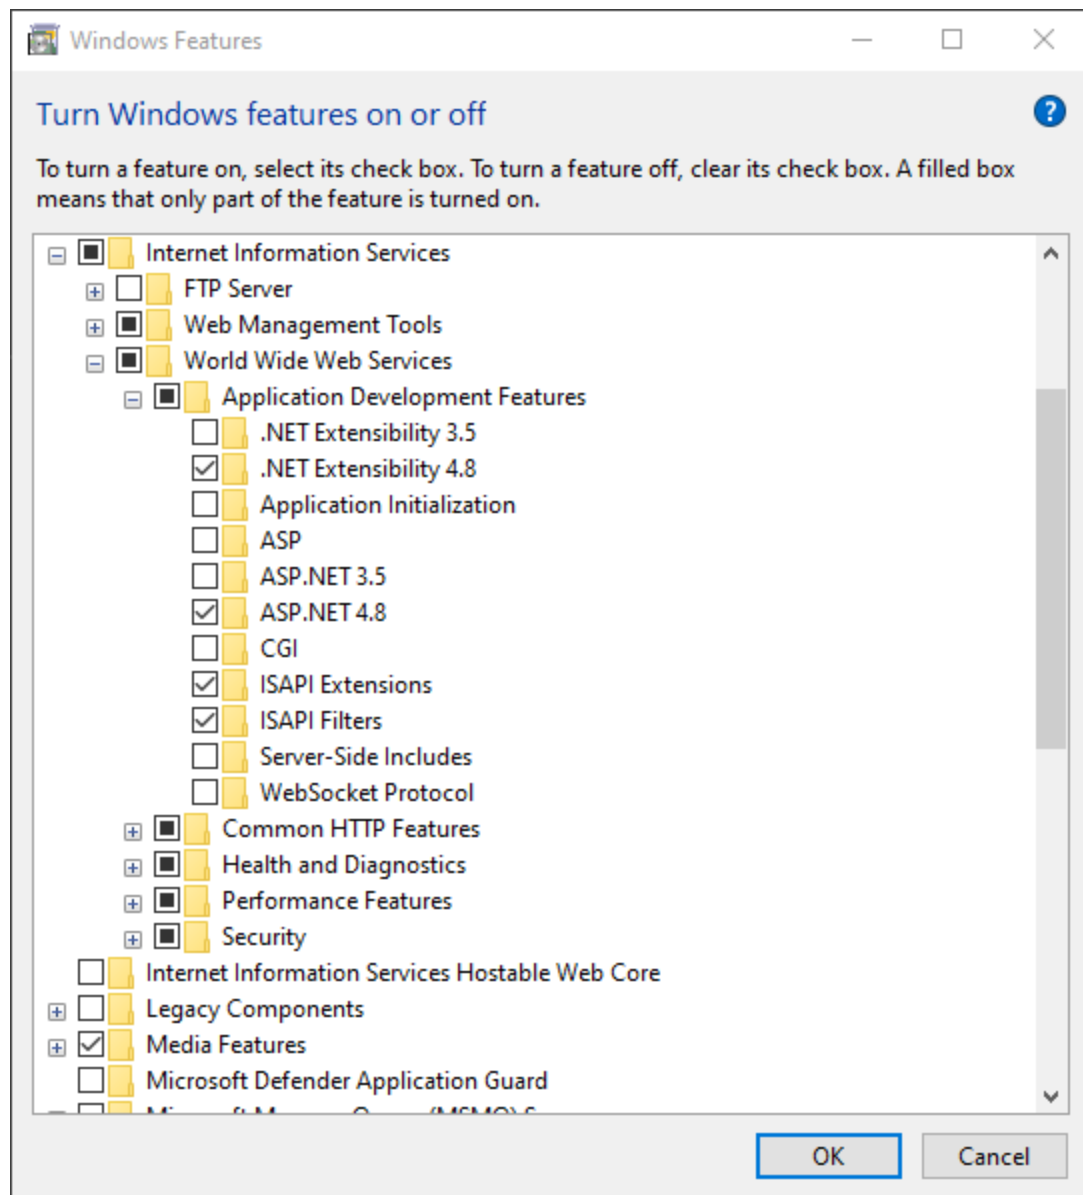 Windows Features
Turn Windows features on or off
To turn a feature on, select its check box. To turn a feature off, clear its check box. A filled box
means that only part of the feature is turned on.
Internet Information Services
FTP Server
Web Management Tools
World Wide Web Services
Application Development Features
.NET Extensibility 3.5
.NET Extensibility 4.8
Application Initialization
ASP
ASP.NET 3.5
ASP.NET 4.8
CGI
ISAPI Extensions
ISAPI Filters
Server-Side Includes
WebSocket Protocol
Common HTTP Features
Health and Diagnostics
Performance Features
Security
Internet Information Services Hostable Web Core
Legacy Components
Media Features
Microsoft Defender Application Guard
OK
Cancel